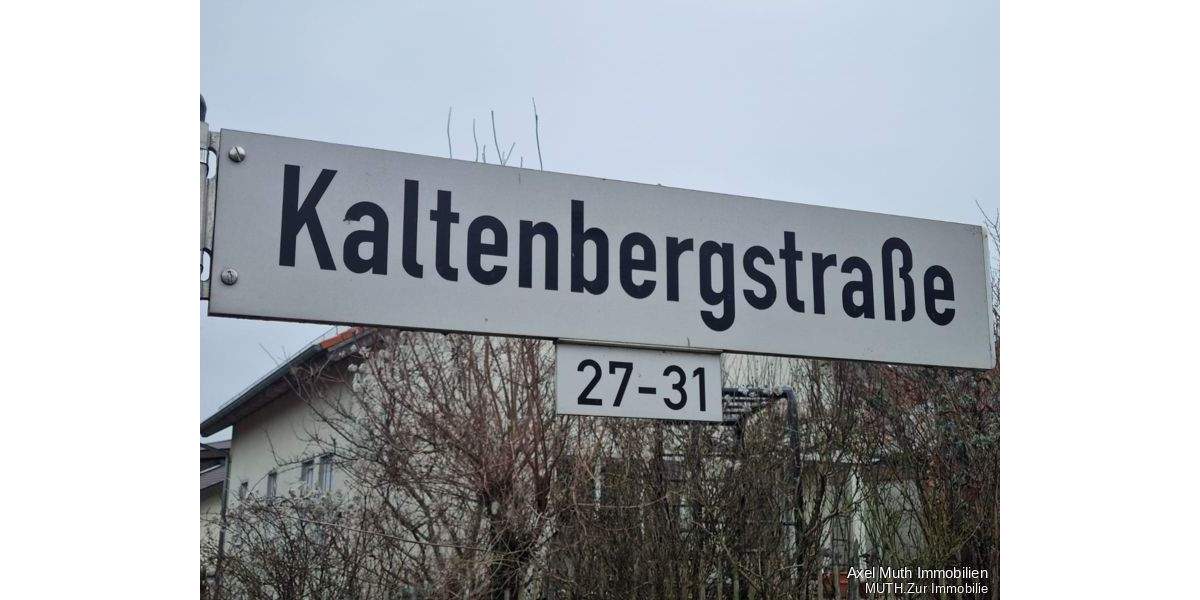 Kaltenbergstraße
27-31
Axel Muth Immobilien
MUTH.Zur Immobilie